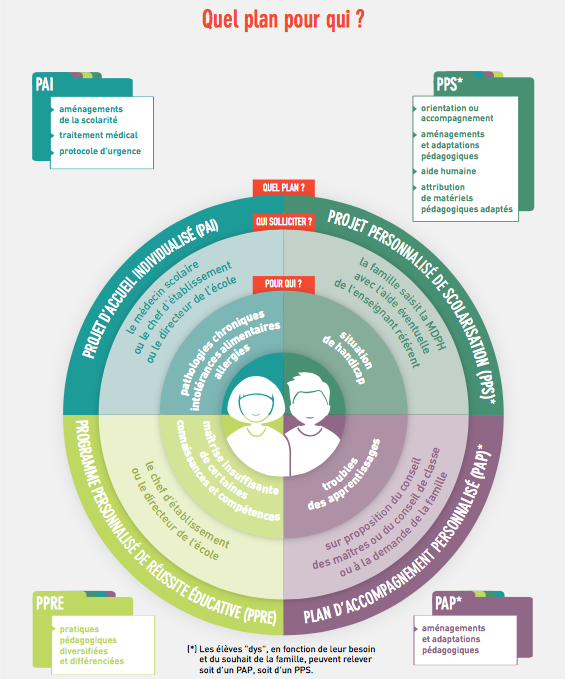 Quel plan pour qui ?
PAI
aménagements
de la scolarité
traitement médical
protocole d'urgence
PPS*
orientation ou
accompagnement
aménagements
et adaptations
pédagogiques
aide humaine
attribution
de matériels
pédagogiques adaptés
QUEL PLAN ?
QUI SOLLICITER ?
POUR QUI ?
PROJET D'ACCUEIL INDIVIDUALISÉ (PAI)
le médecin scolaire
ou le chef d'établissement
ou le directeur de l'école
pathologies chroniques
intolérances alimentaires
allergies
PROJET PERSONNALISÉ DE SCOLARISATION (PPS)*
la famille saisit la MDPH
avec l'aide éventuelle
de l'enseignant référent
situation
de handicap
PROGRAMME PERSONNALISÉ DE RÉUSSITE ÉDUCATIVE (PPRE)
le chef d'établissement
ou le directeur de l'école
maîtrise insuffisante
de certaines
connaissances et compétences
PLAN D'ACCOMPAGNEMENT PERSONNALISÉ (PAP)*
sur proposition du conseil
des maîtres ou du conseil de classe
ou à la demande de la famille
troubles
des apprentissages
PPRE
pratiques
pédagogiques
diversifiées
et différenciées
PAP*
aménagements
et adaptations
pédagogiques
(*) Les élèves "dys", en fonction de leur besoin
et du souhait de la famille, peuvent relever
soit d'un PAP, soit d'un PPS.